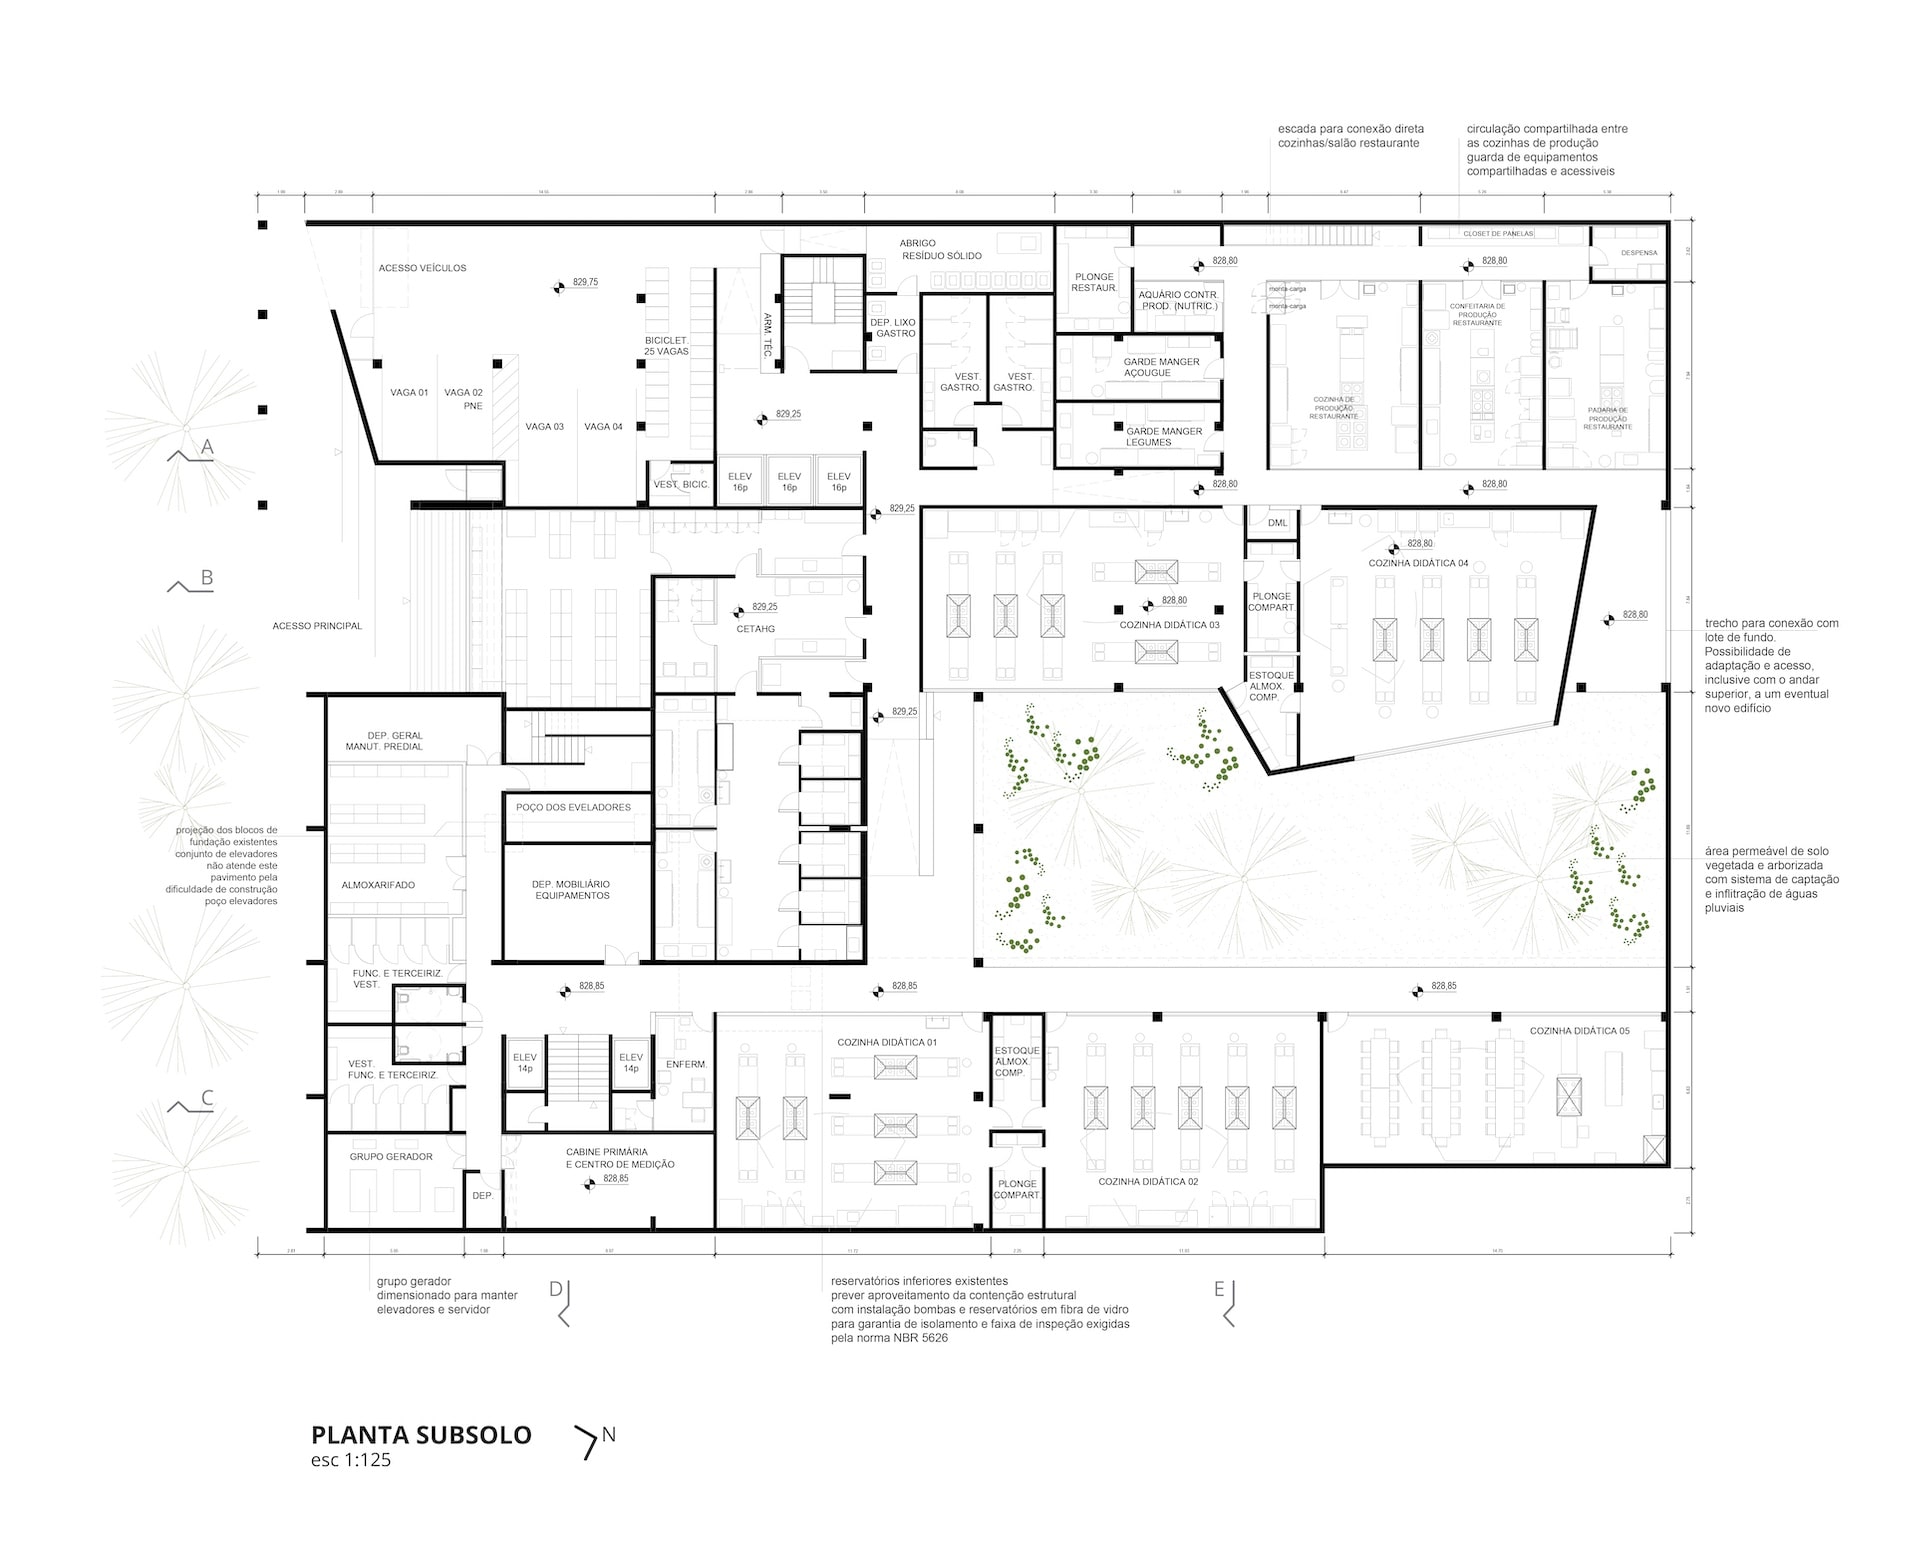 escada para conexão direta
cozinhas/salão restaurante
circulação compartilhada entre
as cozinhas de produção
guarda de equipamentos
compartilhadas e acessiveis
ACESSO VEÍCULOS
829,75
ABRIGO
RESÍDUO SÓLIDO
PLONGE
RESTAUR.
828,80
CLOSET DE PANELAS
828,80
DESPENSA
AQUÁRIO CONTR.
PROD. (NUTRIC.)
monta-carga
monta-carga
CONFEITARIA DE
PRODUÇÃO
RESTAURANTE
BICICLET.
25 VAGAS
ARM. TÉC.
DEP. LIXO
GASTRO
VEST.
GASTRO.
VEST.
GASTRO.
GARDE MANGER
AÇOUGUE
VAGA 01
VAGA 02
PNE
VAGA 03
VAGA 04
829,25
GARDE MANGER
LEGUMES
COZINHA DE
PRODUÇÃO
RESTAURANTE
PADARIA DE
PRODUÇÃO
RESTAURANTE
A
VEST. BICIC.
ELEV
16p
ELEV
16p
ELEV
16p
828,80
828,80
829,25
DML
828,80
COZINHA DIDÁTICA 04
B
829,25
CETAHG
828,80
COZINHA DIDÁTICA 03
PLONGE
COMPART.
828,80
ACESSO PRINCIPAL
trecho para conexão com
lote de fundo.
Possibilidade de
adaptação e acesso,
inclusive com o andar
superior, a um eventual
novo edifício
ESTOQUE
ALMOX.
COMP.
829,25
DEP. GERAL
MANUT. PREDIAL
POÇO DOS EVELADORES
projeção dos blocos de
fundação existentes
conjunto de elevadores
não atende este
pavimento pela
dificuldade de construção
poço elevadores
ALMOXARIFADO
DEP. MOBILIÁRIO
EQUIPAMENTOS
área permeável de solo
vegetada e arborizada
com sistema de captação
e inflitração de águas
pluviais
FUNC. E TERCEIRIZ.
VEST.
828,85
828,85
828,85
C
VEST.
FUNC. E TERCEIRIZ.
ELEV
14p
ELEV
14p
ENFERM.
COZINHA DIDÁTICA 01
ESTOQUE
ALMOX.
COMP.
COZINHA DIDÁTICA 05
GRUPO GERADOR
DEP.
CABINE PRIMÁRIA
E CENTRO DE MEDIÇÃO
828,85
PLONGE
COMPART.
COZINHA DIDÁTICA 02
grupo gerador
dimensionado para manter
elevadores e servidor
D
reservatórios inferiores existentes
prever aproveitamento da contenção estrutural
com instalação bombas e reservatórios em fibra de vidro
para garantia de isolamento e faixa de inspeção exigidas
pela norma NBR 5626
E
PLANTA SUBSOLO
esc 1:125
N